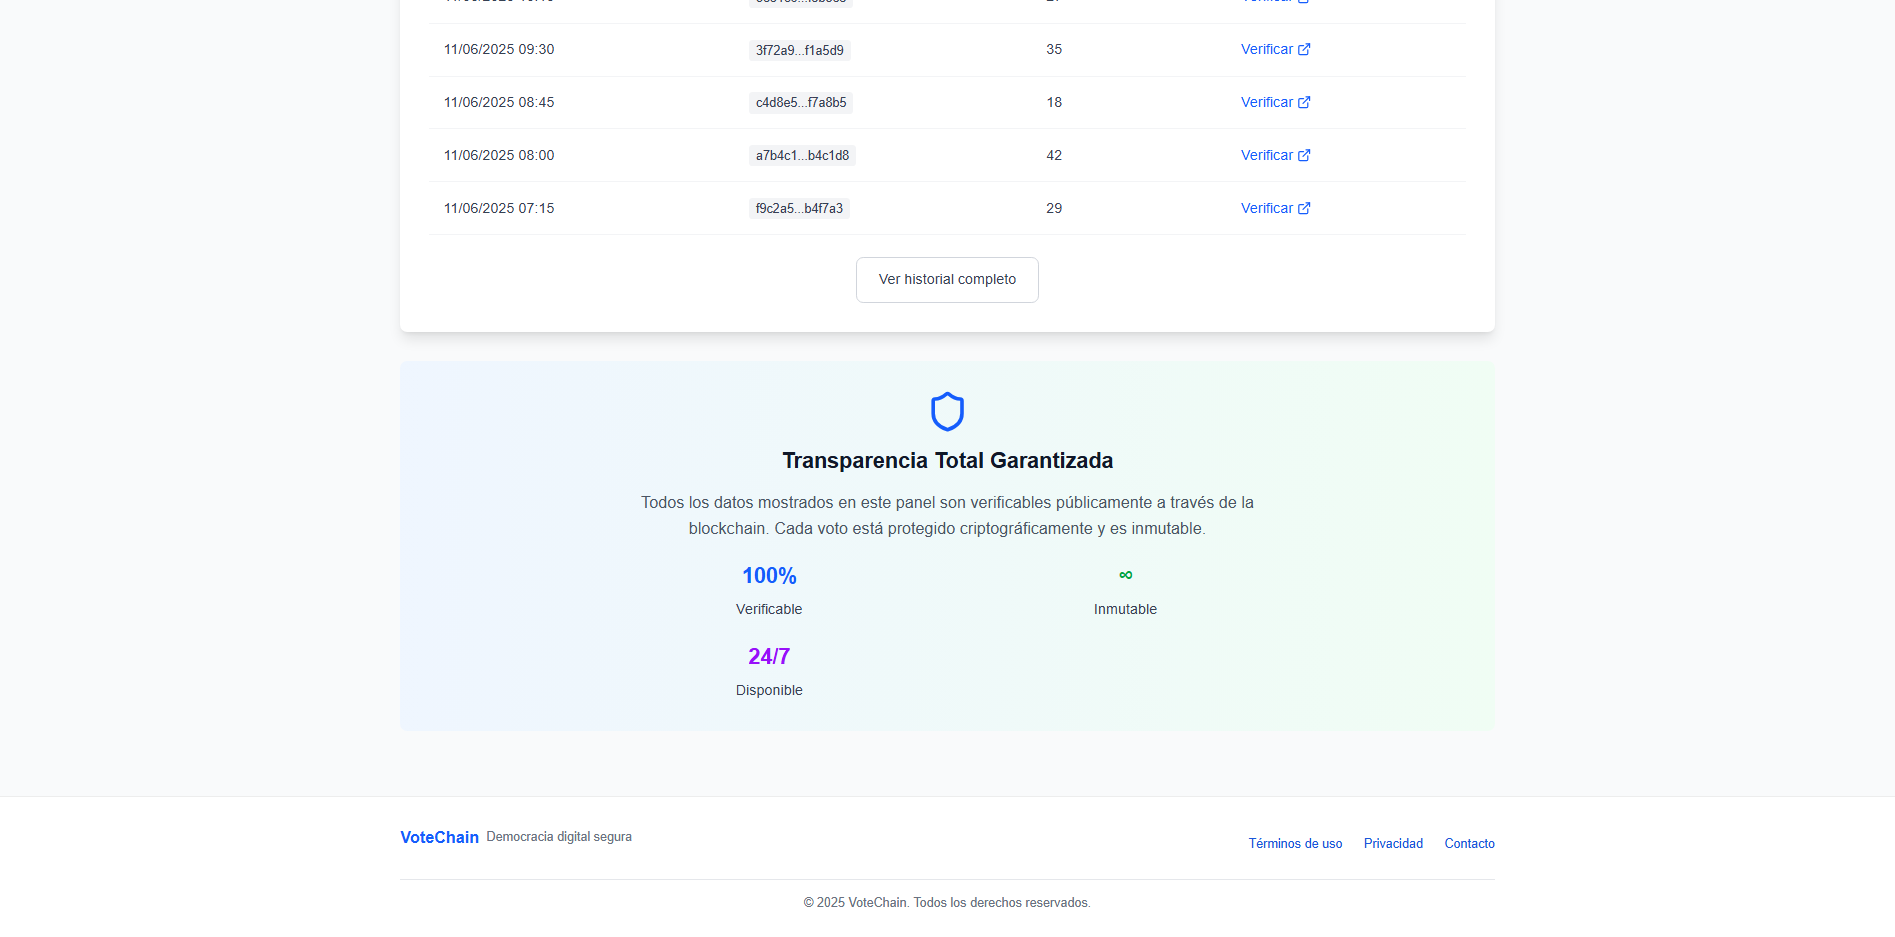 11/06/2025 09:30 3f72a9...f1a5d9 35 Verificar
11/06/2025 08:45 c4d8e5...f7a8b5 18 Verificar
11/06/2025 08:00 a7b4c1...b4c1d8 42 Verificar
11/06/2025 07:15 f9c2a5...b4f7a3 29 Verificar
Ver historial completo
Transparencia Total Garantizada
Todos los datos mostrados en este panel son verificables públicamente a través de la
blockchain. Cada voto está protegido criptográficamente y es inmutable.
100% ∞
Verificable Inmutable
24/7
Disponible
VoteChain Democracia digital segura
Términos de uso Privacidad Contacto
© 2025 VoteChain. Todos los derechos reservados.